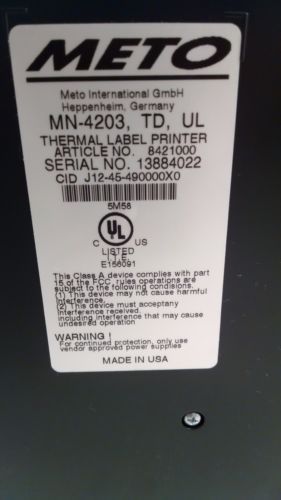 METO
Meto International GmbH
Heppenheim, Germany
MN-4203, TD, UL
THERMAL LABEL PRINTER
ARTICLE NO. 8421000
SERIAL NO. 13884022
CID J12-45-490000X0
5M58
UL
C US
LISTED
I.T.E.
E156091
This Class A device complies with part
15 of the FCC rules operations are
subject to the following conditions.
(1) This device may not cause harmful
Interference.
(2) This device must acceptany
Interference received.
including interference that may cause
undesired operation
WARNING !
For continued protection, only use
vendor approved power supplies
MADE IN USA